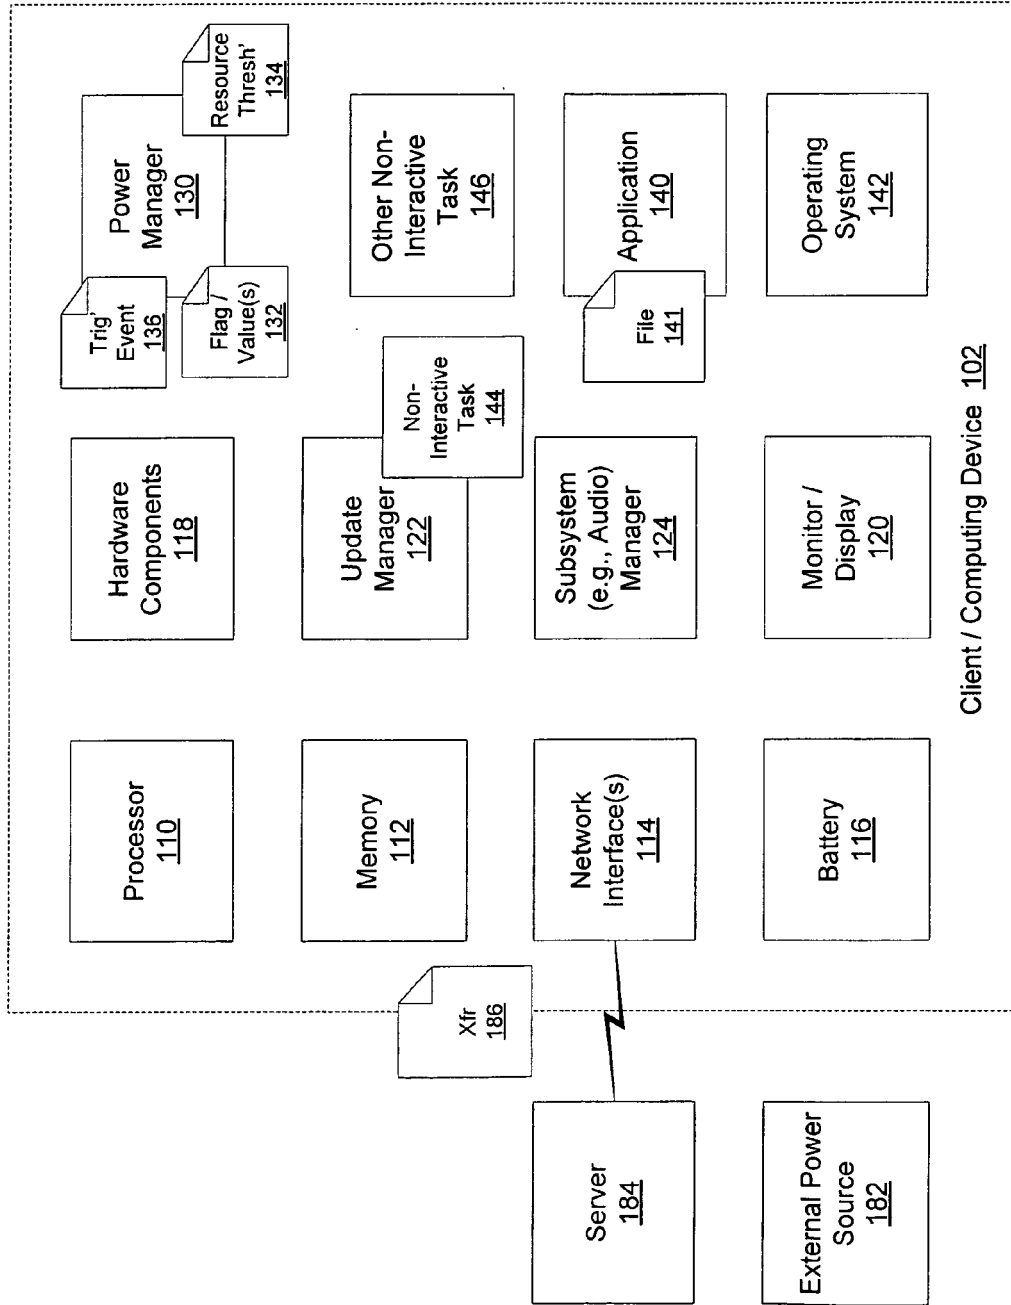 Processor
110
Hardware
Components
118
Trig'
Event
136
Flag /
Value(s)
132
Power
Manager
130
Resource
Thresh'
134
Xfr
186
Memory
112
Update
Manager
122
Non-
Interactive
Task
144
Other Non-
Interactive
Task
146
Server
184
Network
Interface(s)
114
Subsystem
(e.g., Audio)
Manager
124
File
141
Application
140
External Power
Source
182
Battery
116
Monitor /
Display
120
Operating
System
142
Client / Computing Device 102